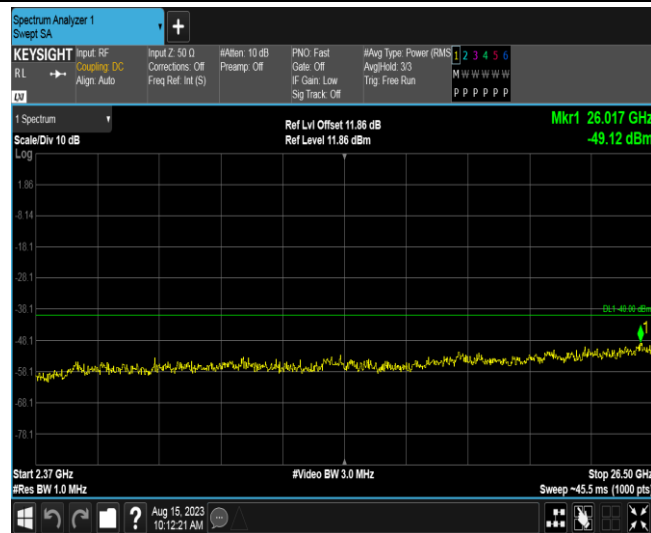 Spectrum Analyzer 1
Swept SA
+
KEYSIGHT
RL
LXI
Input: RF
Coupling: DC
Align: Auto
Input Z: 50 Ω
Corrections: Off
Freq Ref: Int (S)
#Atten: 10 dB
Preamp: Off
PNO: Fast
Gate: Off
IF Gain: Low
Sig Track: Off
#Avg Type: Power (RMS
Avg|Hold: 3/3
Trig: Free Run
1 2 3 4 5 6
M W W W W W
P P P P P P
1 Spectrum
Scale/Div 10 dB
Log
Ref Lvl Offset 11.86 dB
Ref Level 11.86 dBm
Mkr1 26.017 GHz
-49.12 dBm
1.86
-8.14
-18.1
-28.1
-38.1
DL1 -40.00 dBm
1
-48.1
-58.1
-68.1
-78.1
Start 2.37 GHz
#Res BW 1.0 MHz
#Video BW 3.0 MHz
Stop 26.50 GHz
Sweep ~45.5 ms (1000 pts)
?
Aug 15, 2023
10:12:21 AM